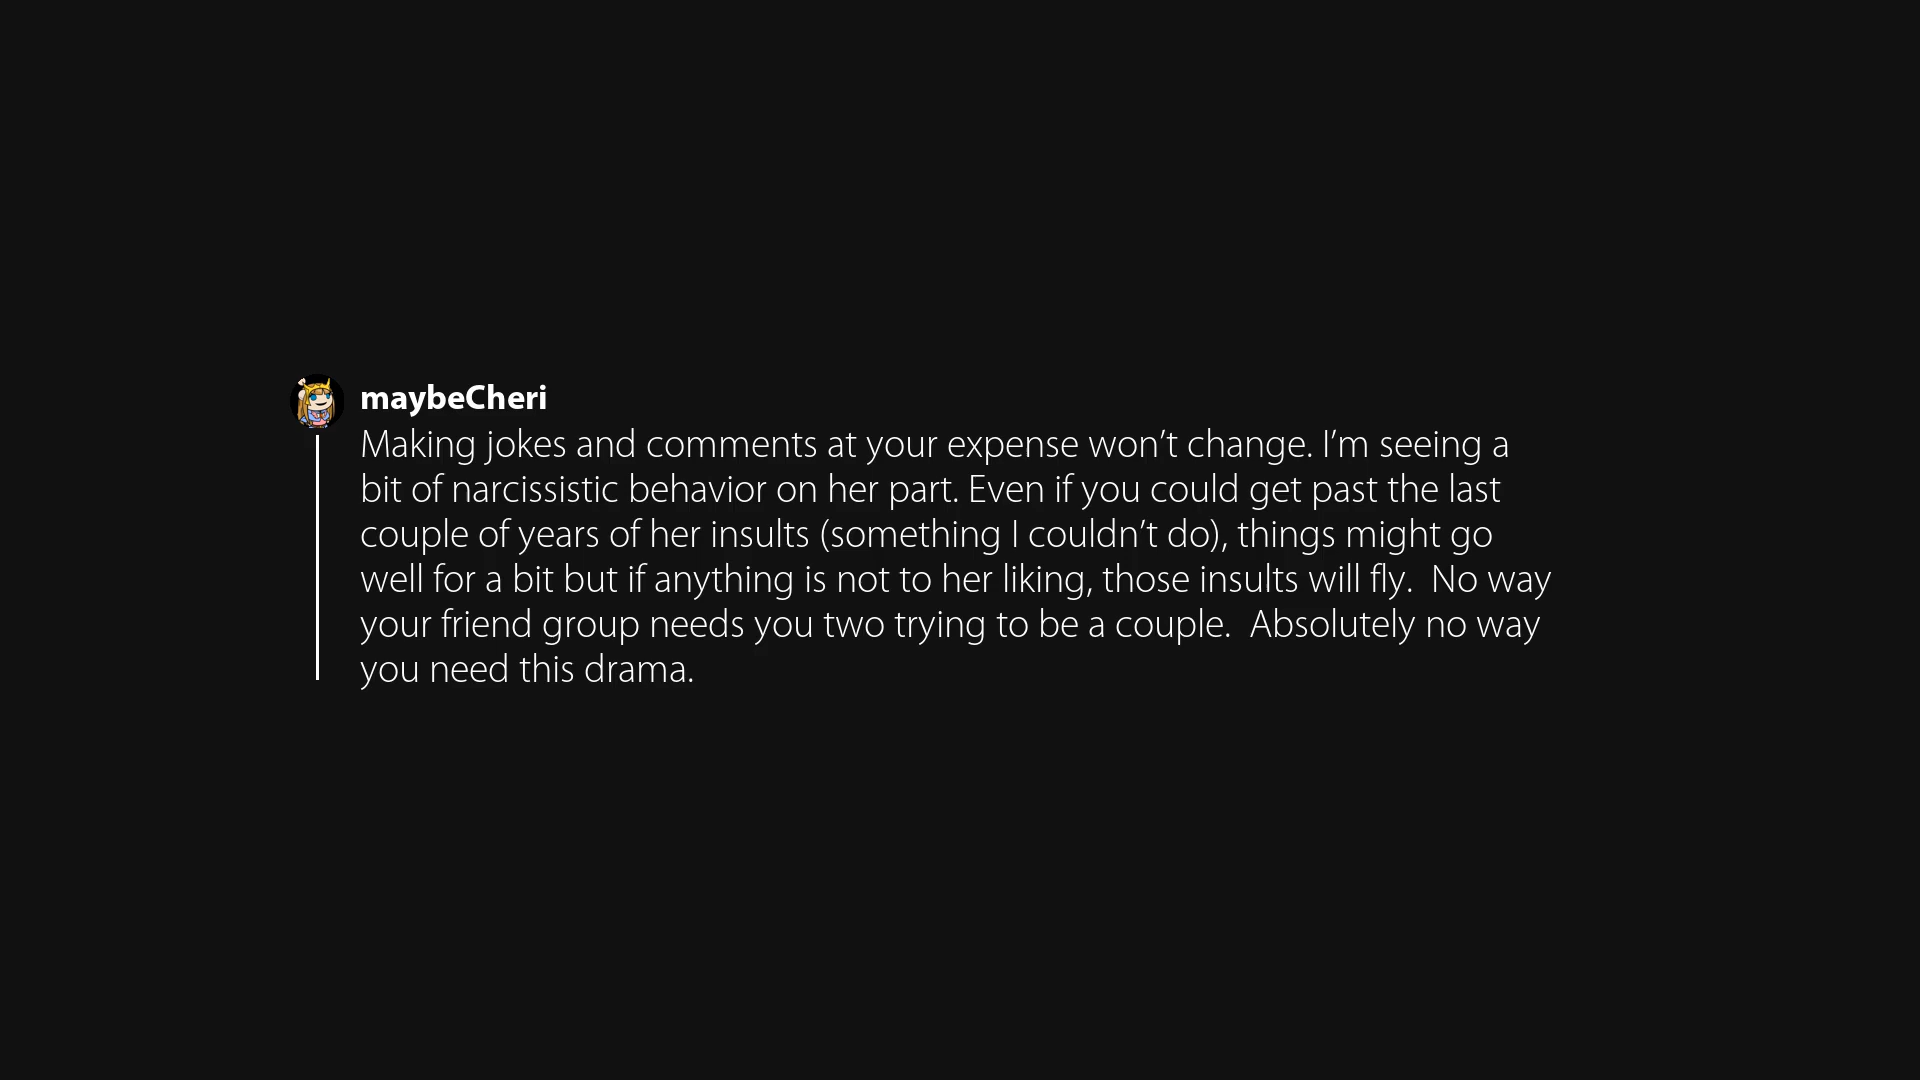 maybeCheri
Making jokes and comments at your expense won’t change. I’m seeing a
bit of narcissistic behavior on her part. Even if you could get past the last
couple of years of her insults (something I couldn’t do), things might go
well for a bit but if anything is not to her liking, those insults will fly.  No way
your friend group needs you two trying to be a couple.  Absolutely no way
you need this drama.